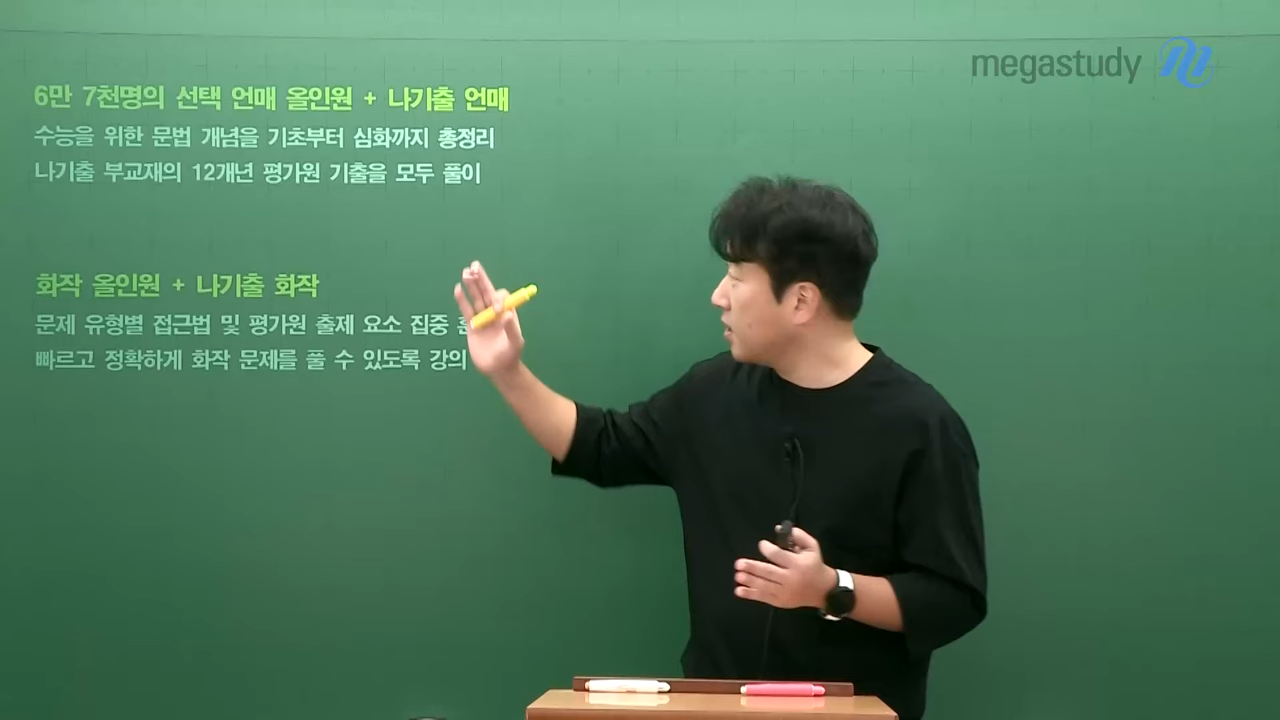 megastudy
6만 7천명의 선택 언매 올인원 + 나기출 언매
수능을 위한 문법 개념을 기초부터 심화까지 총정리
나기출 부교재의 12개년 평가원 기출을 모두 풀이
화작 올인원 + 나기출 화작
문제 유형별 접근법 및 평가원 출제 요소 집중
빠르고 정확하게 화작 문제를 풀 수 있도록 강의